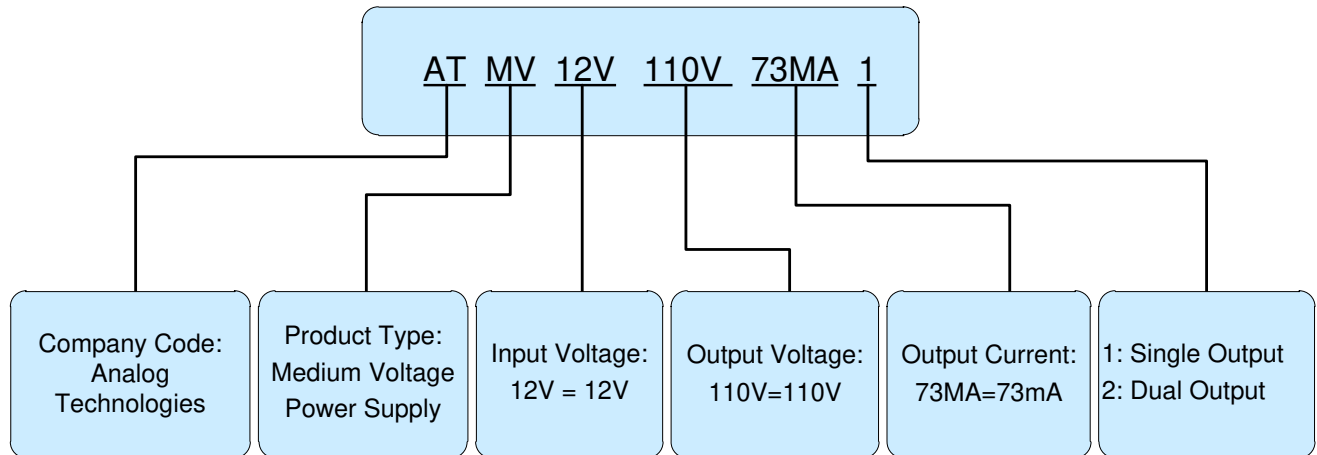 AT MV 12V 110V 73MA 1
Company Code:
Analog
Technologies
Product Type:
Medium Voltage
Power Supply
Input Voltage:
12V = 12V
Output Voltage:
110V=110V
Output Current:
73MA=73mA
1: Single Output
2: Dual Output